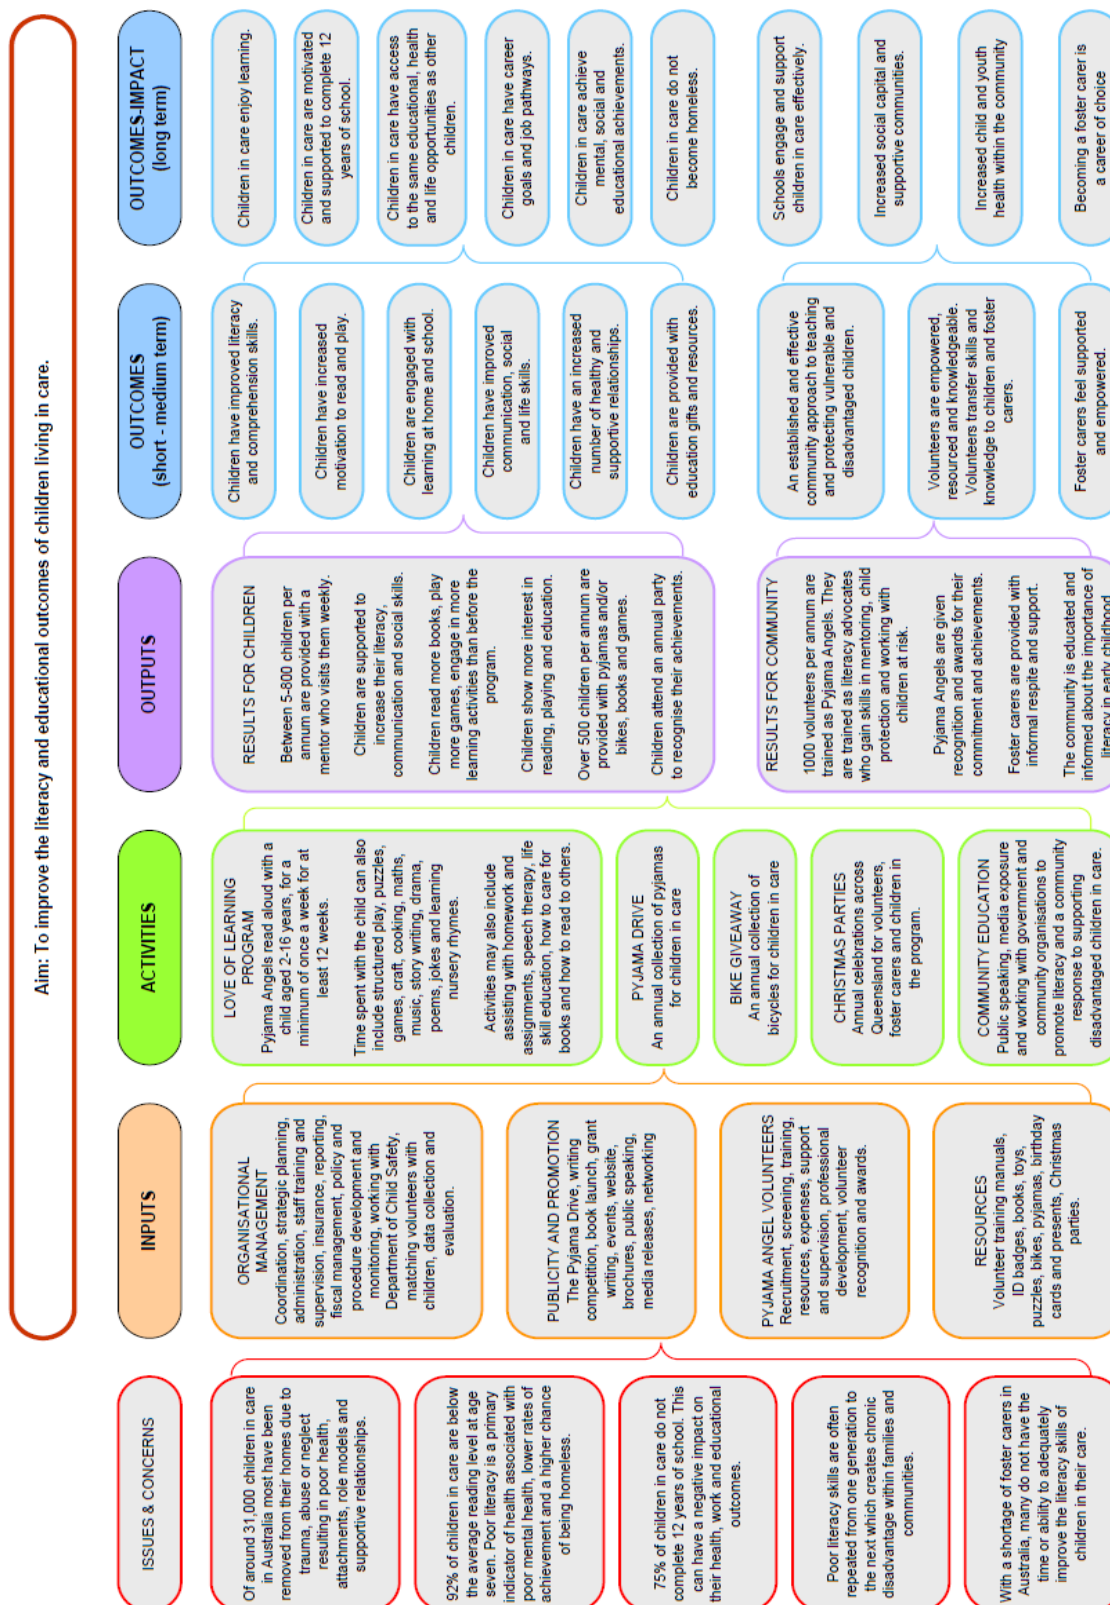 Aim: To improve the literacy and educational outcomes of children living in care.
ISSUES & CONCERNS
Of around 31,000 children in care
in Australia most have been
removed from their homes due to
trauma, abuse or neglect
resulting in poor health,
attachments, role models and
supportive relationships.
92% of children in care are below
the average reading level at age
seven. Poor literacy is a primary
indicator of health associated with
poor mental health, lower rates of
achievement and a higher chance
of being homeless.
75% of children in care do not
complete 12 years of school. This
can have a negative impact on
their health, work and educational
outcomes.
Poor literacy skills are often
repeated from one generation to
the next which creates chronic
disadvantage within families and
communities.
With a shortage of foster carers in
Australia, many do not have the
time or ability to adequately
improve the literacy skills of
children in their care.
INPUTS
ORGANISATIONAL
MANAGEMENT
Coordination, strategic planning,
administration, staff training and
supervision, insurance, reporting,
fiscal management, policy and
procedure development and
monitoring, working with
Department of Child Safety,
matching volunteers with
children, data collection and
evaluation.
PUBLICITY AND PROMOTION
The Pyjama Drive, writing
competition, book launch, grant
writing, events, website,
brochures, public speaking,
media releases, networking
PYJAMA ANGEL VOLUNTEERS
Recruitment, screening, training,
resources, expenses, support
and supervision, professional
development, volunteer
recognition and awards.
RESOURCES
Volunteer training manuals,
ID badges, books, toys,
puzzles, bikes, pyjamas, birthday
cards and presents, Christmas
parties.
ACTIVITIES
LOVE OF LEARNING
PROGRAM
Pyjama Angels read aloud with a
child aged 2-16 years, for a
minimum of once a week for at
least 12 weeks.
Time spent with the child can also
include structured play, puzzles,
games, craft, cooking, maths,
music, story writing, drama,
poems, jokes and learning
nursery rhymes.
Activities may also include
assisting with homework and
assignments, speech therapy, life
skill education, how to care for
books and how to read to others.
PYJAMA DRIVE
An annual collection of pyjamas
for children in care
BIKE GIVEAWAY
An annual collection of
bicycles for children in care
CHRISTMAS PARTIES
Annual celebrations across
Queensland for volunteers,
foster carers and children in
the program.
COMMUNITY EDUCATION
Public speaking, media exposure
and working with government and
community organisations to
promote literacy and a community
response to supporting
disadvantaged children in care.
OUTPUTS
RESULTS FOR CHILDREN
Between 5-800 children per
annum are provided with a
mentor who visits them weekly.
Children are supported to
increase their literacy,
communication and social skills.
Children read more books, play
more games, engage in more
learning activities than before the
program.
Children show more interest in
reading, playing and education.
Over 500 children per annum are
provided with pyjamas and/or
bikes, books and games.
Children attend an annual party
to recognise their achievements.
RESULTS FOR COMMUNITY
1000 volunteers per annum are
trained as Pyjama Angels. They
are trained as literacy advocates
who gain skills in mentoring, child
protection and working with
children at risk.
Pyjama Angels are given
recognition and awards for their
commitment and achievements.
Foster carers are provided with
informal respite and support.
The community is educated and
informed about the importance of
literacy in early childhood
OUTCOMES
(short - medium term)
Children have improved literacy
and comprehension skills.
Children have increased
motivation to read and play.
Children are engaged with
learning at home and school.
Children have improved
communication, social
and life skills.
Children have an increased
number of healthy and
supportive relationships.
Children are provided with
education gifts and resources.
An established and effective
community approach to teaching
and protecting vulnerable and
disadvantaged children.
Volunteers are empowered,
resourced and knowledgeable.
Volunteers transfer skills and
knowledge to children and foster
carers.
Foster carers feel supported
and empowered.
OUTCOMES-IMPACT
(long term)
Children in care enjoy learning.
Children in care are motivated
and supported to complete 12
years of school.
Children in care have access
to the same educational, health
and life opportunities as other
children.
Children in care have career
goals and job pathways.
Children in care achieve
mental, social and
educational achievements.
Children in care do not
become homeless.
Schools engage and support
children in care effectively.
Increased social capital and
supportive communities.
Increased child and youth
health within the community
Becoming a foster carer is
a career of choice